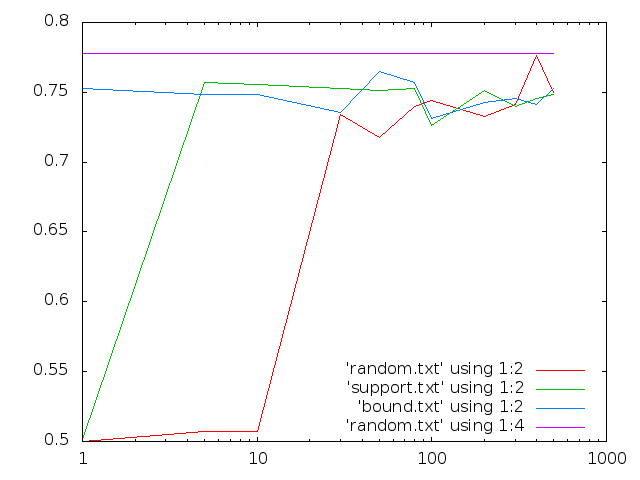 0.8
0.75
0.7
0.65
0.6
0.55
0.5
'random.txt' using 1:2
'support.txt' using 1:2
'bound.txt' using 1:2
'random.txt' using 1:4
1 10 100 1000